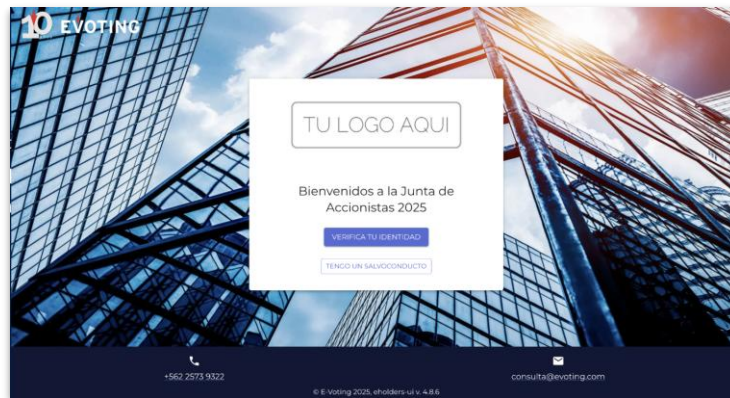 10 EVOTING
TU LOGO AQUI
Bienvenidos a la Junta de
Accionistas 2025
VERIFICA TU IDENTIDAD
TENGO UN SALVOCONDUCTO
+562 2573 9322
consulta@evoting.com
© E-Voting 2025, eholders-ui v. 4.8.6